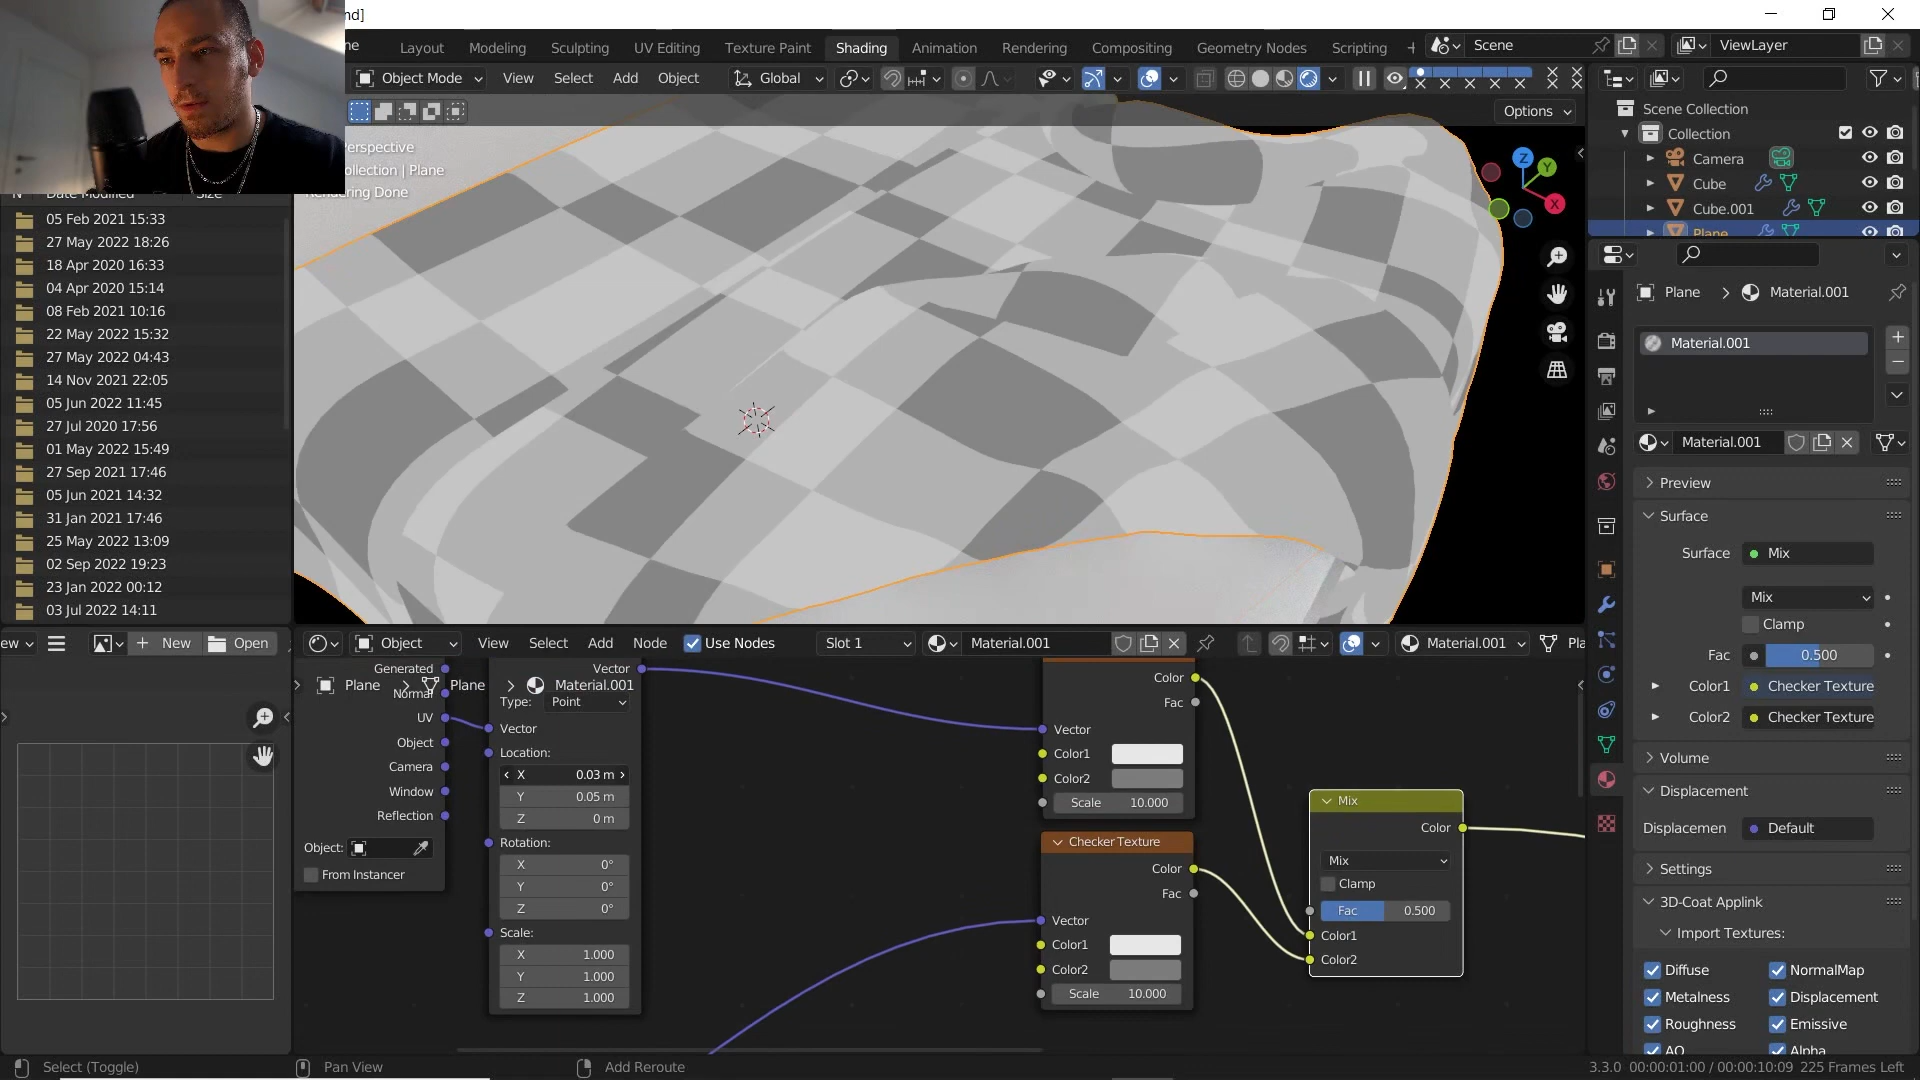 nd]
ne
Layout
Modeling
Sculpting
UV Editing
Texture Paint
Shading
Animation
Rendering
Compositing
Geometry Nodes
Scripting
Scene
ViewLayer
Object Mode
View
Select
Add
Object
Global
Options
erspective
ollection | Plane
endering Done
Z
Y
X
Scene Collection
Collection
Camera
Cube
Cube.001
Plane
N Date Modified Size
05 Feb 2021 15:33
27 May 2022 18:26
18 Apr 2020 16:33
04 Apr 2020 15:14
08 Feb 2021 10:16
22 May 2022 15:32
27 May 2022 04:43
14 Nov 2021 22:05
05 Jun 2022 11:45
27 Jul 2020 17:56
01 May 2022 15:49
27 Sep 2021 17:46
05 Jun 2021 14:32
31 Jan 2021 17:46
25 May 2022 13:09
02 Sep 2022 19:23
23 Jan 2022 00:12
03 Jul 2022 14:11
Plane > Material.001
Material.001
Material.001
Preview
Surface
Surface Mix
Mix
Clamp
Fac 0.500
Color1 Checker Texture
Color2 Checker Texture
Volume
Displacement
Displacemen Default
Settings
3D-Coat Applink
Import Textures:
Diffuse NormalMap
Metalness Displacement
Roughness Emissive
AO Alpha
ew
New
Open
Object
View
Select
Add
Node
Use Nodes
Slot 1
Material.001
Material.001
Pla
Plane > Plane > Material.001
Generated
Normal
UV
Object
Camera
Window
Reflection
Object:
From Instancer
Vector
Type: Point
Vector
Location:
X 0.03 m
Y 0.05 m
Z 0 m
Rotation:
X 0°
Y 0°
Z 0°
Scale:
X 1.000
Y 1.000
Z 1.000
Color
Fac
Vector
Color1
Color2
Scale 10.000
Checker Texture
Color
Fac
Vector
Color1
Color2
Scale 10.000
Mix
Color
Mix
Clamp
Fac 0.500
Color1
Color2
Select (Toggle)
Pan View
Add Reroute
3.3.0 00:00:01:00 / 00:00:10:09 225 Frames Left